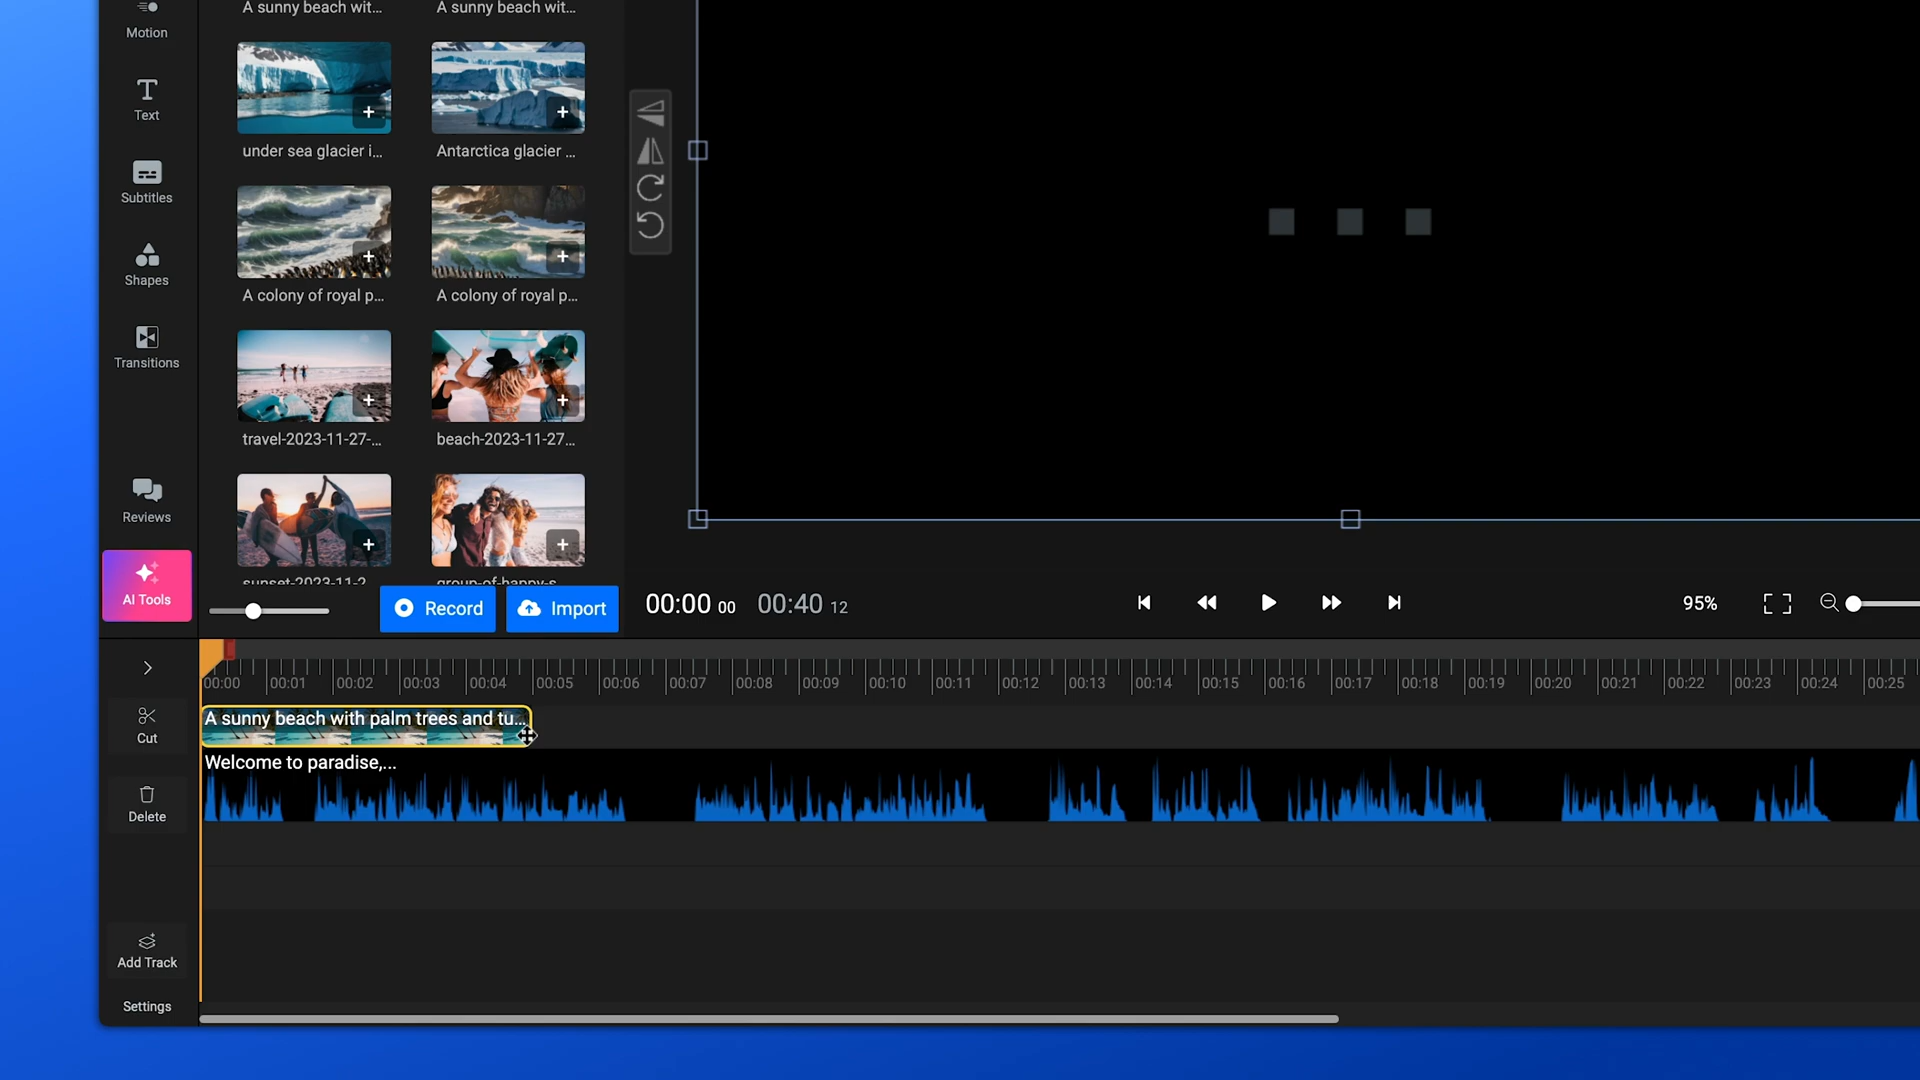 Motion
Text
Subtitles
Shapes
Transitions
Reviews
AI Tools
A sunny beach wit...
A sunny beach wit...
under sea glacier i...
Antarctica glacier ...
A colony of royal p...
A colony of royal p...
travel-2023-11-27-...
beach-2023-11-27...
sunset-2023-11-2
group-of-happy-s
Record
Import
00:00 00
00:40 12
95%
00:00 00:01 00:02 00:03 00:04 00:05 00:06 00:07 00:08 00:09 00:10 00:11 00:12 00:13 00:14 00:15 00:16 00:17 00:18 00:19 00:20 00:21 00:22 00:23 00:24 00:25
Cut
Delete
Add Track
Settings
A sunny beach with palm trees and tu...
Welcome to paradise,...